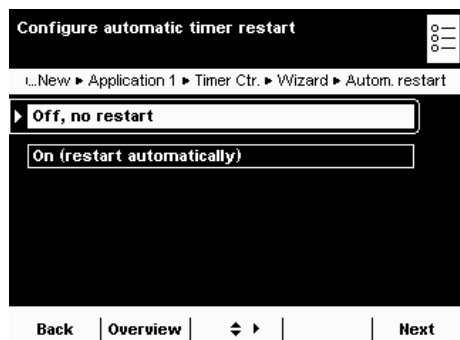 Configure automatic timer restart
...New ► Application 1 ► Timer Ctr. ► Wizard ► Autom. restart
Off, no restart
On (restart automatically)
Back Overview Next